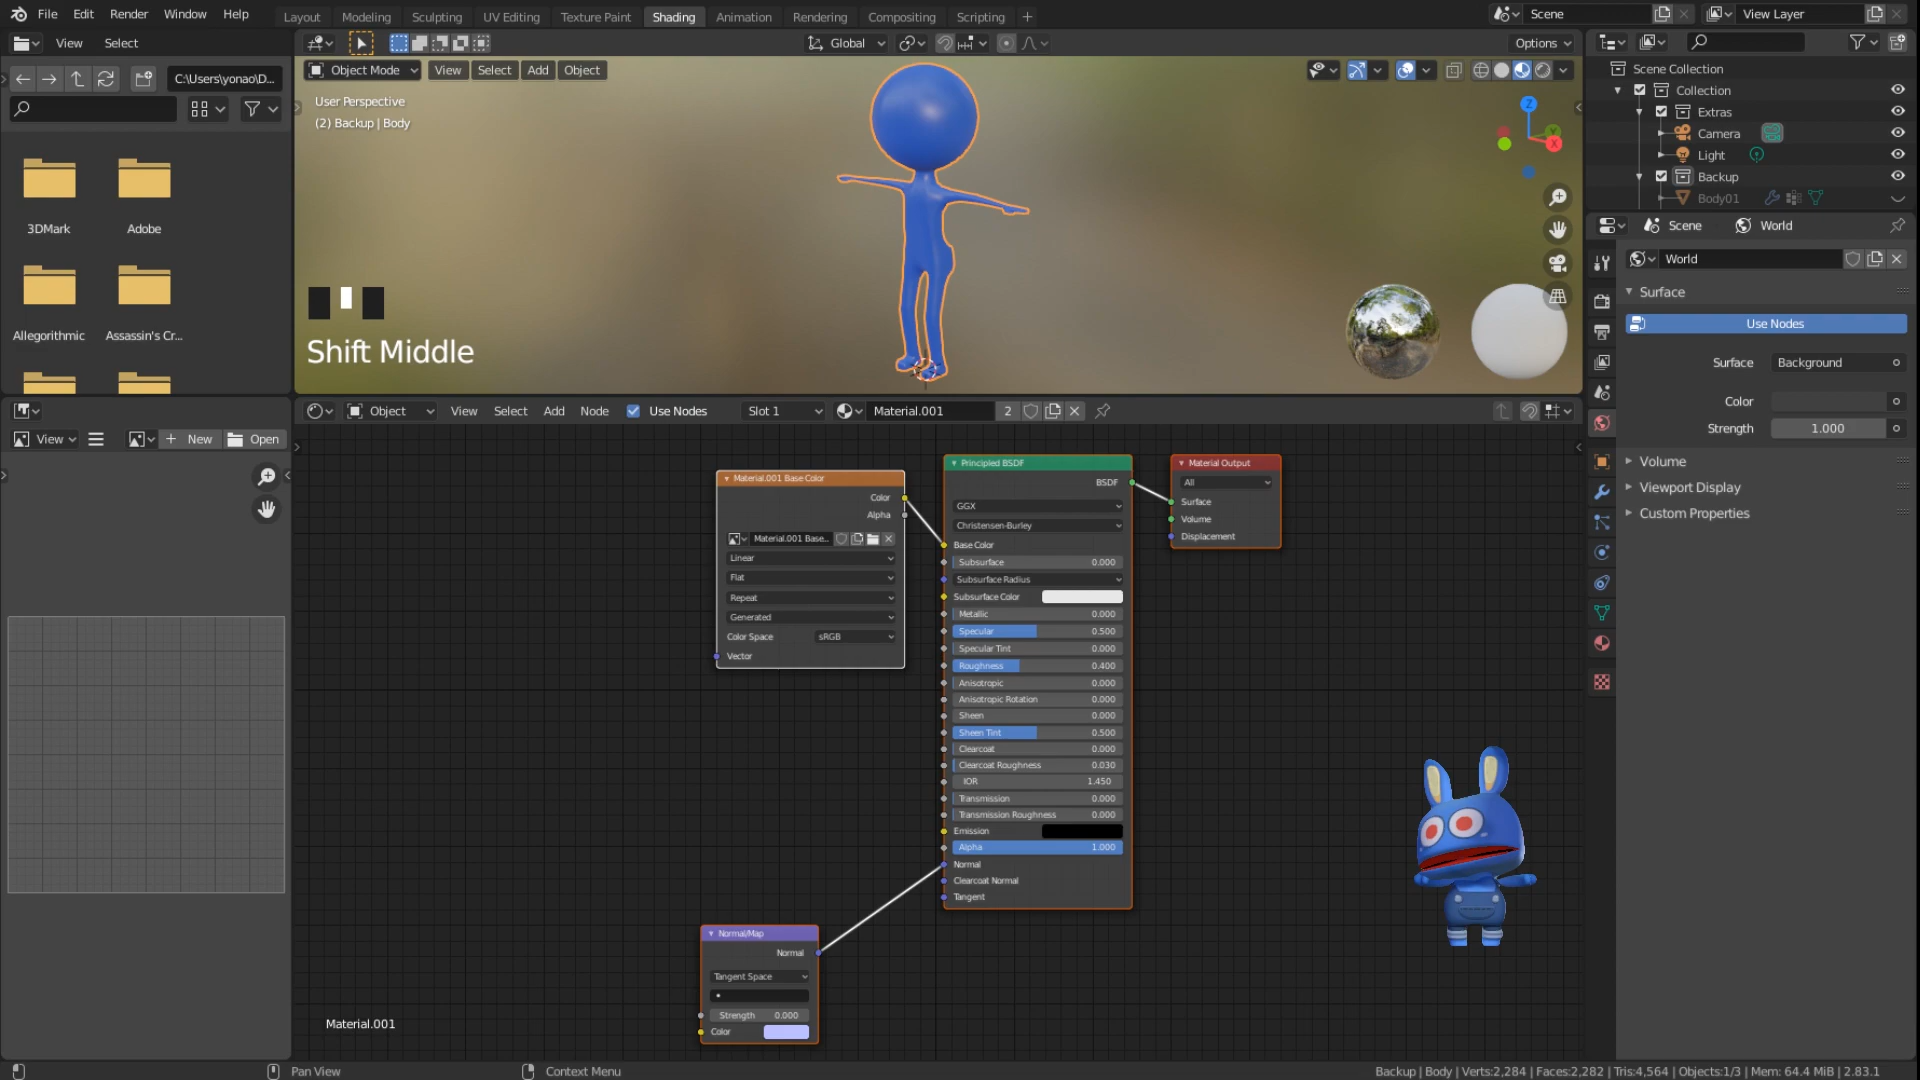 File Edit Render Window Help
Layout Modeling Sculpting UV Editing Texture Paint Shading Animation Rendering Compositing Scripting +
Scene
View Layer
View Select
Global
Options
C:\Users\yonao\D...
Object Mode View Select Add Object
User Perspective
(2) Backup | Body
Z
Y
X
3DMark
Adobe
Allegorithmic
Assassin's Cr...
Shift Middle
Scene Collection
Collection
Extras
Camera
Light
Backup
Body01
Scene World
World
Surface
Use Nodes
Surface Background
Color
Strength 1.000
Volume
Viewport Display
Custom Properties
View
+ New
Open
Object View Select Add Node Use Nodes Slot 1 Material.001 2
Material.001 Base Color
Color
Alpha
Material.001 Base...
Linear
Flat
Repeat
Generated
Color Space sRGB
Vector
Principled BSDF
BSDF
GGX
Christensen-Burley
Base Color
Subsurface 0.000
Subsurface Radius
Subsurface Color
Metallic 0.000
Specular 0.500
Specular Tint 0.000
Roughness 0.400
Anisotropic 0.000
Anisotropic Rotation 0.000
Sheen 0.000
Sheen Tint 0.500
Clearcoat 0.000
Clearcoat Roughness 0.030
IOR 1.450
Transmission 0.000
Transmission Roughness 0.000
Emission
Alpha 1.000
Normal
Clearcoat Normal
Tangent
Material Output
All
Surface
Volume
Displacement
Normal/Map
Normal
Tangent Space
Strength 0.000
Color
Material.001
Pan View
Context Menu
Backup | Body | Verts:2,284 | Faces:2,282 | Tris:4,564 | Objects:1/3 | Mem: 64.4 MiB | 2.83.1